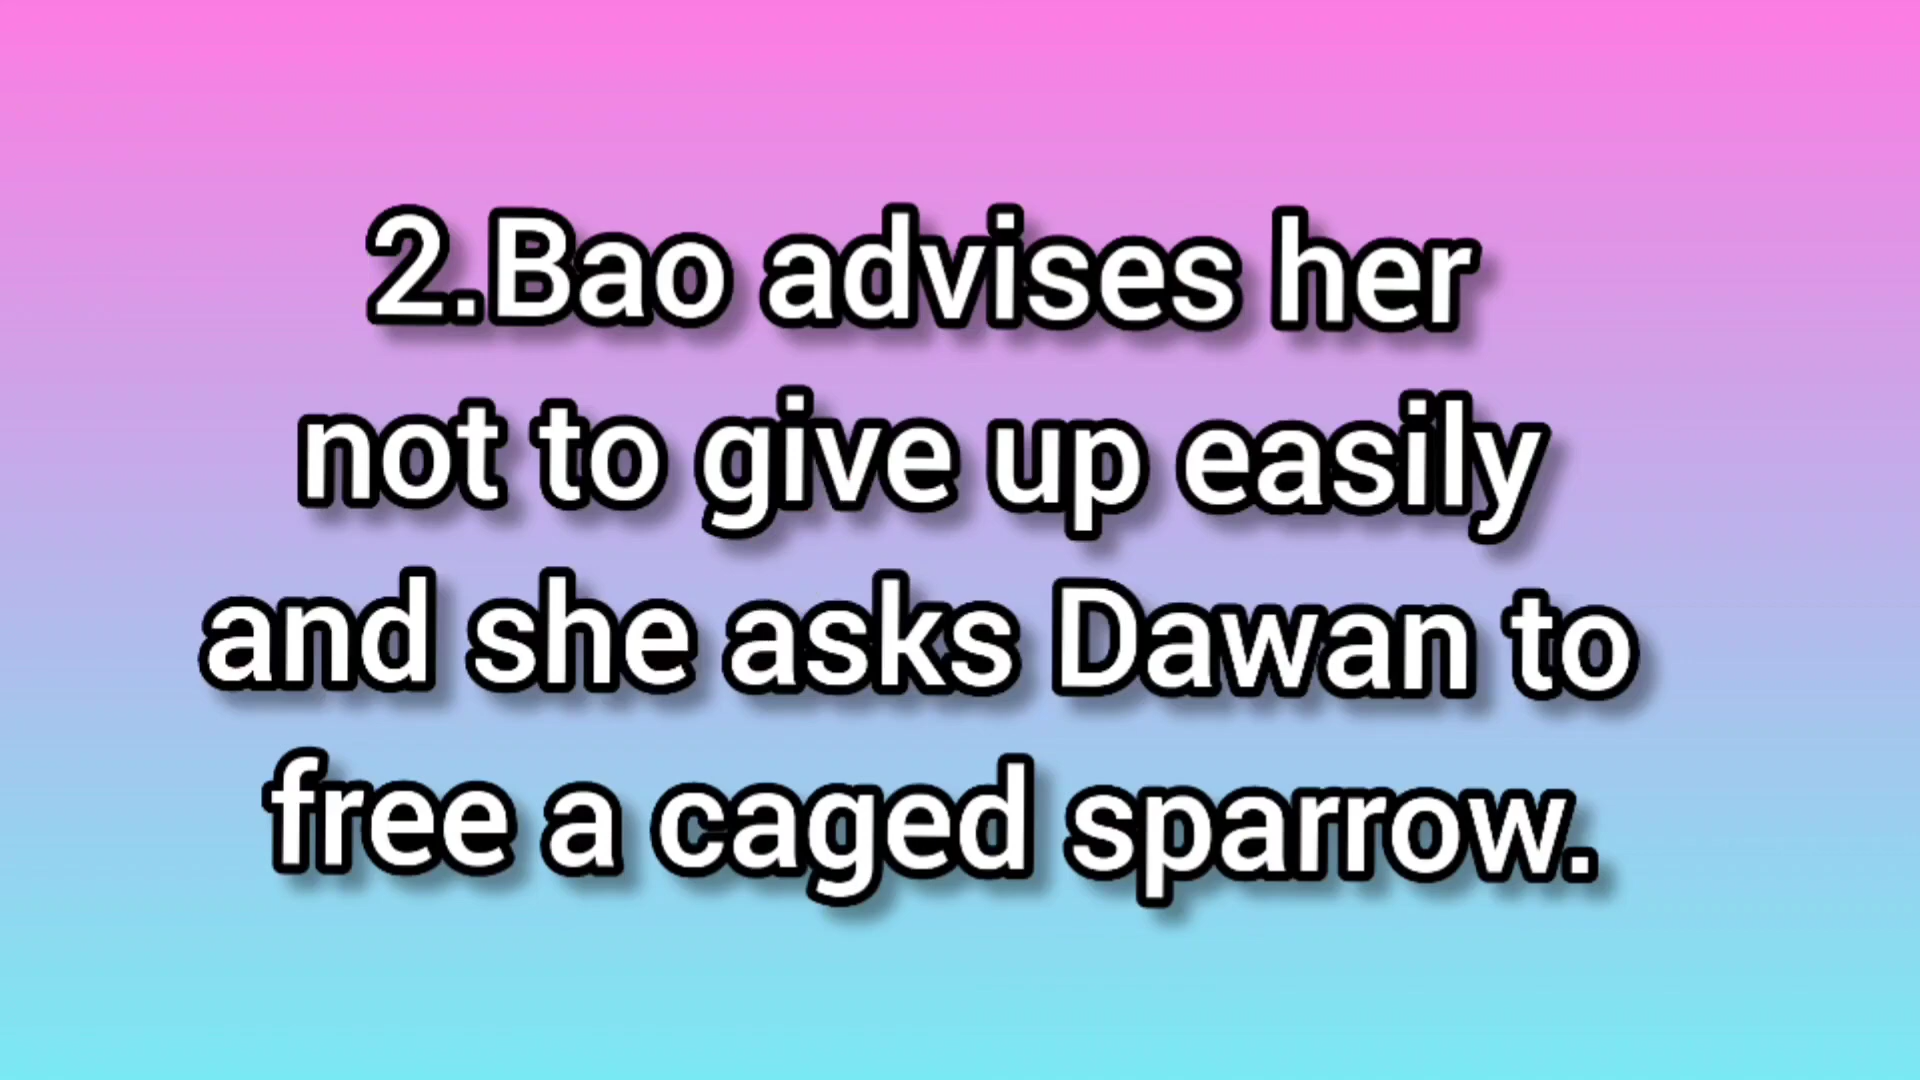 2.Bao advises her
not to give up easily
and she asks Dawan to
free a caged sparrow.